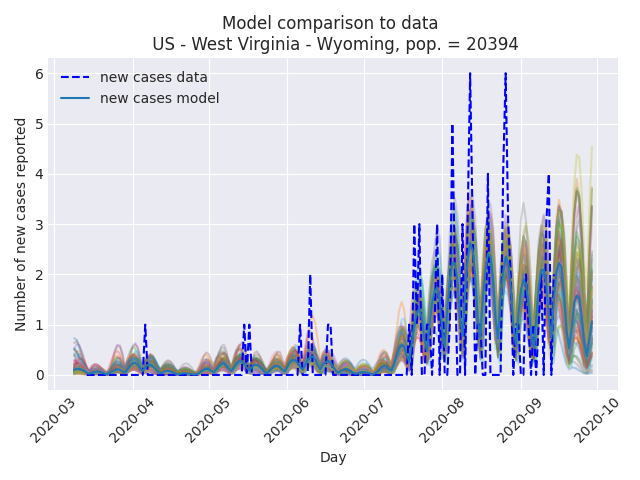 Model comparison to data
US - West Virginia - Wyoming, pop. = 20394
new cases data
new cases model
Number of new cases reported
6
5
4
3
2
1
0
2020-03
2020-04
2020-05
2020-06
2020-07
2020-08
2020-09
2020-10
Day